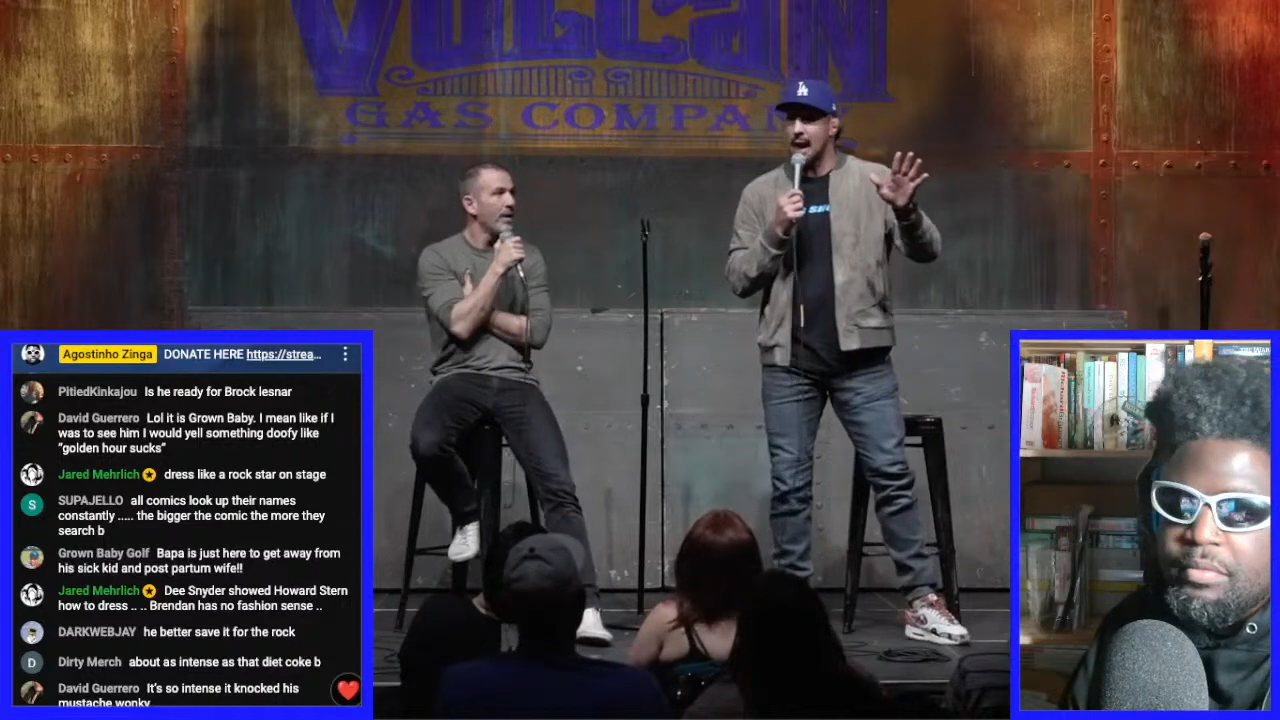 VULCAN
GAS COMPANY
LA
Agostinho Zinga DONATE HERE https://strea...
PitiedKinkajou Is he ready for Brock lesnar
David Guerrero Lol it is Grown Baby. I mean like if I
was to see him I would yell something doofy like
“golden hour sucks”
Jared Mehrlich dress like a rock star on stage
S
SUPAJELLO all comics look up their names
constantly ..... the bigger the comic the more they
search b
Grown Baby Golf Bapa is just here to get away from
his sick kid and post partum wife!!
Jared Mehrlich Dee Snyder showed Howard Stern
how to dress .. .. Brendan has no fashion sense ..
DARKWEBJAY he better save it for the rock
D
Dirty Merch about as intense as that diet coke b
David Guerrero It's so intense it knocked his
mustache wonky